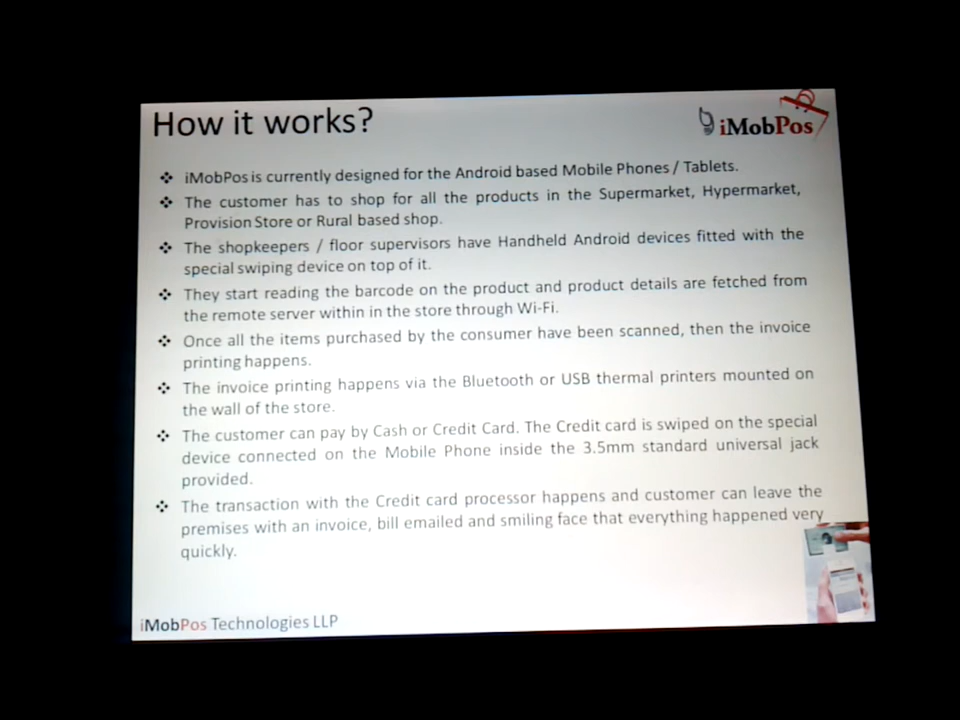 How it works?
iMobPos
❖ iMobPos is currently designed for the Android based Mobile Phones / Tablets.
❖ The customer has to shop for all the products in the Supermarket, Hypermarket,
Provision Store or Rural based shop.
❖ The shopkeepers / floor supervisors have Handheld Android devices fitted with the
special swiping device on top of it.
❖ They start reading the barcode on the product and product details are fetched from
the remote server within in the store through Wi-Fi.
❖ Once all the items purchased by the consumer have been scanned, then the invoice
printing happens.
❖ The invoice printing happens via the Bluetooth or USB thermal printers mounted on
the wall of the store.
❖ The customer can pay by Cash or Credit Card. The Credit card is swiped on the special
device connected on the Mobile Phone inside the 3.5mm standard universal jack
provided.
❖ The transaction with the Credit card processor happens and customer can leave the
premises with an invoice, bill emailed and smiling face that everything happened very
quickly.
iMobPos Technologies LLP